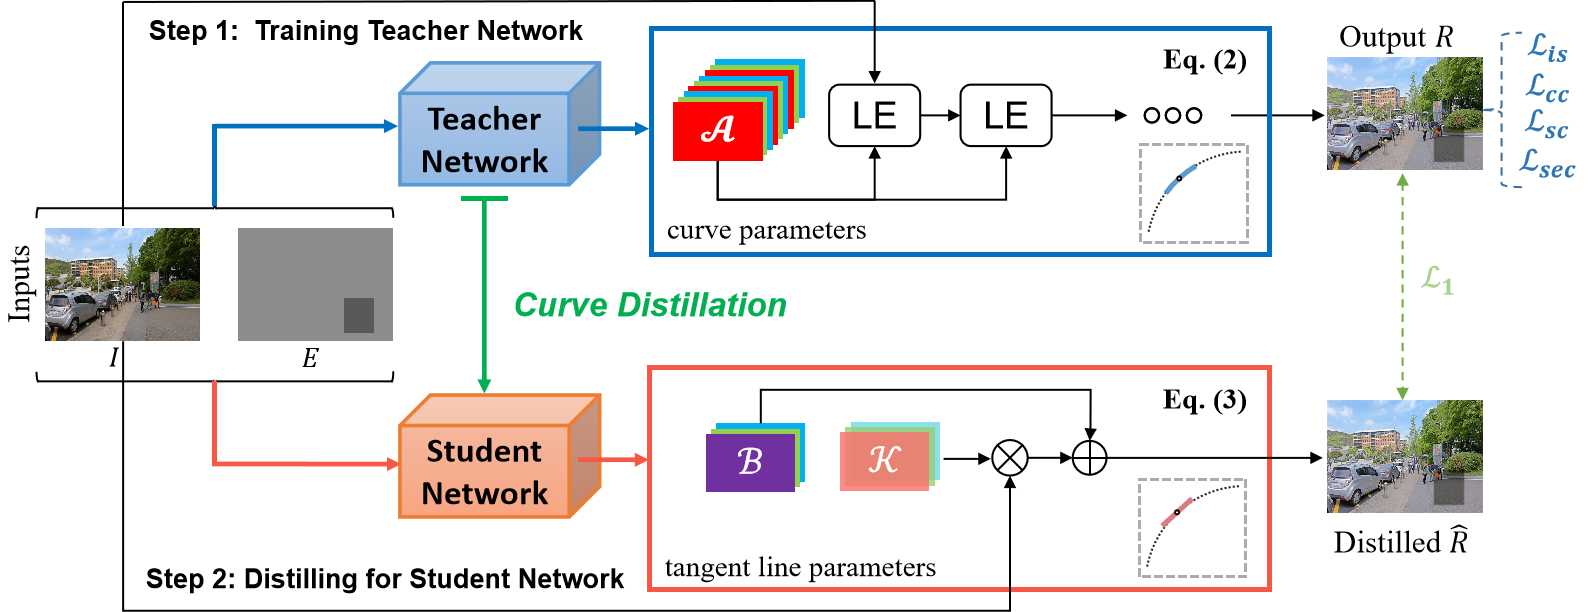 Step 1: Training Teacher Network
Teacher
Network
𝒜
LE
LE
Eq. (2)
curve parameters
Output R
ℒis
ℒcc
ℒsc
ℒsec
Inputs
I
E
Curve Distillation
ℒ1
Student
Network
ℬ
𝒦
Eq. (3)
tangent line parameters
Distilled R̂
Step 2: Distilling for Student Network